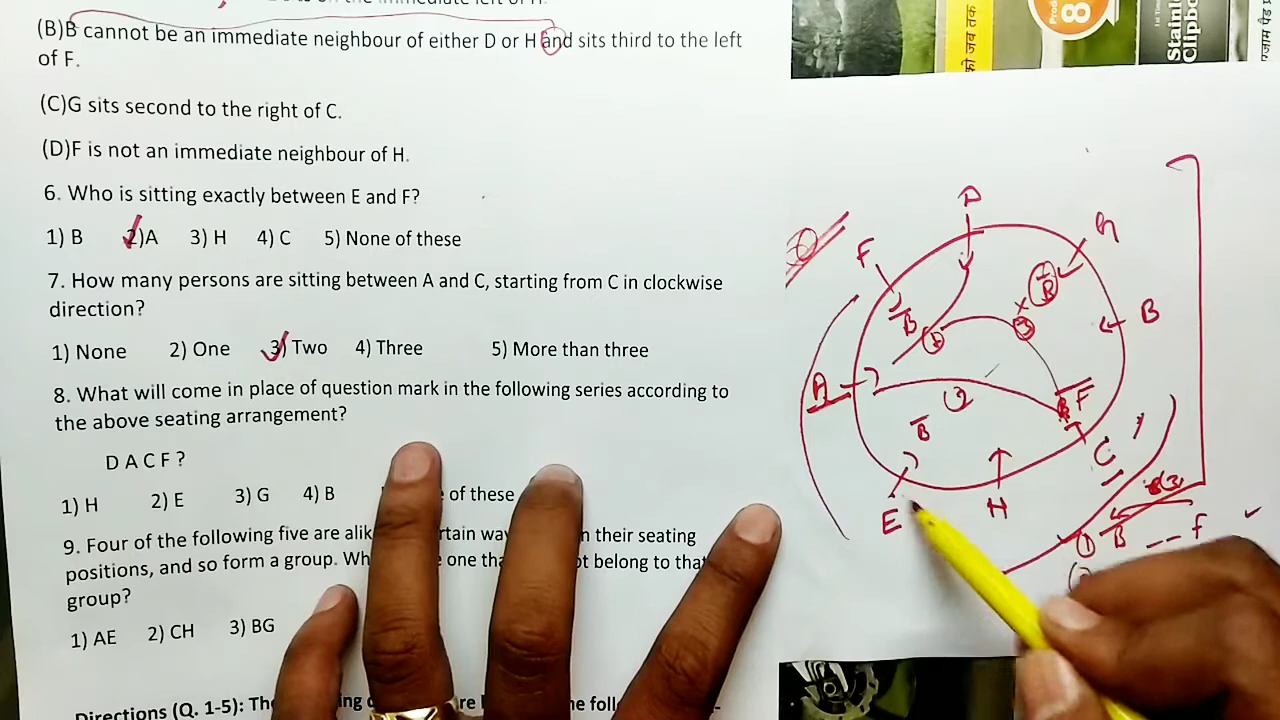 (B)B cannot be an immediate neighbour of either D or H and sits third to the left
of F.
(C)G sits second to the right of C.
(D)F is not an immediate neighbour of H.
6. Who is sitting exactly between E and F?
1) B 2)A 3) H 4) C 5) None of these
7. How many persons are sitting between A and C, starting from C in clockwise
direction?
1) None 2) One 3) Two 4) Three 5) More than three
8. What will come in place of question mark in the following series according to
the above seating arrangement?
D A C F ?
1) H 2) E 3) G 4) B of these
9. Four of the following five are alik rtain wa their seating
positions, and so form a group. Wh one tha t belong to that
group?
1) AE 2) CH 3) BG
Directions (Q. 1-5): Th
D
F
B
B
A
B
C
E
H
B
F
8
Stainle
Clipbo
को जब तक